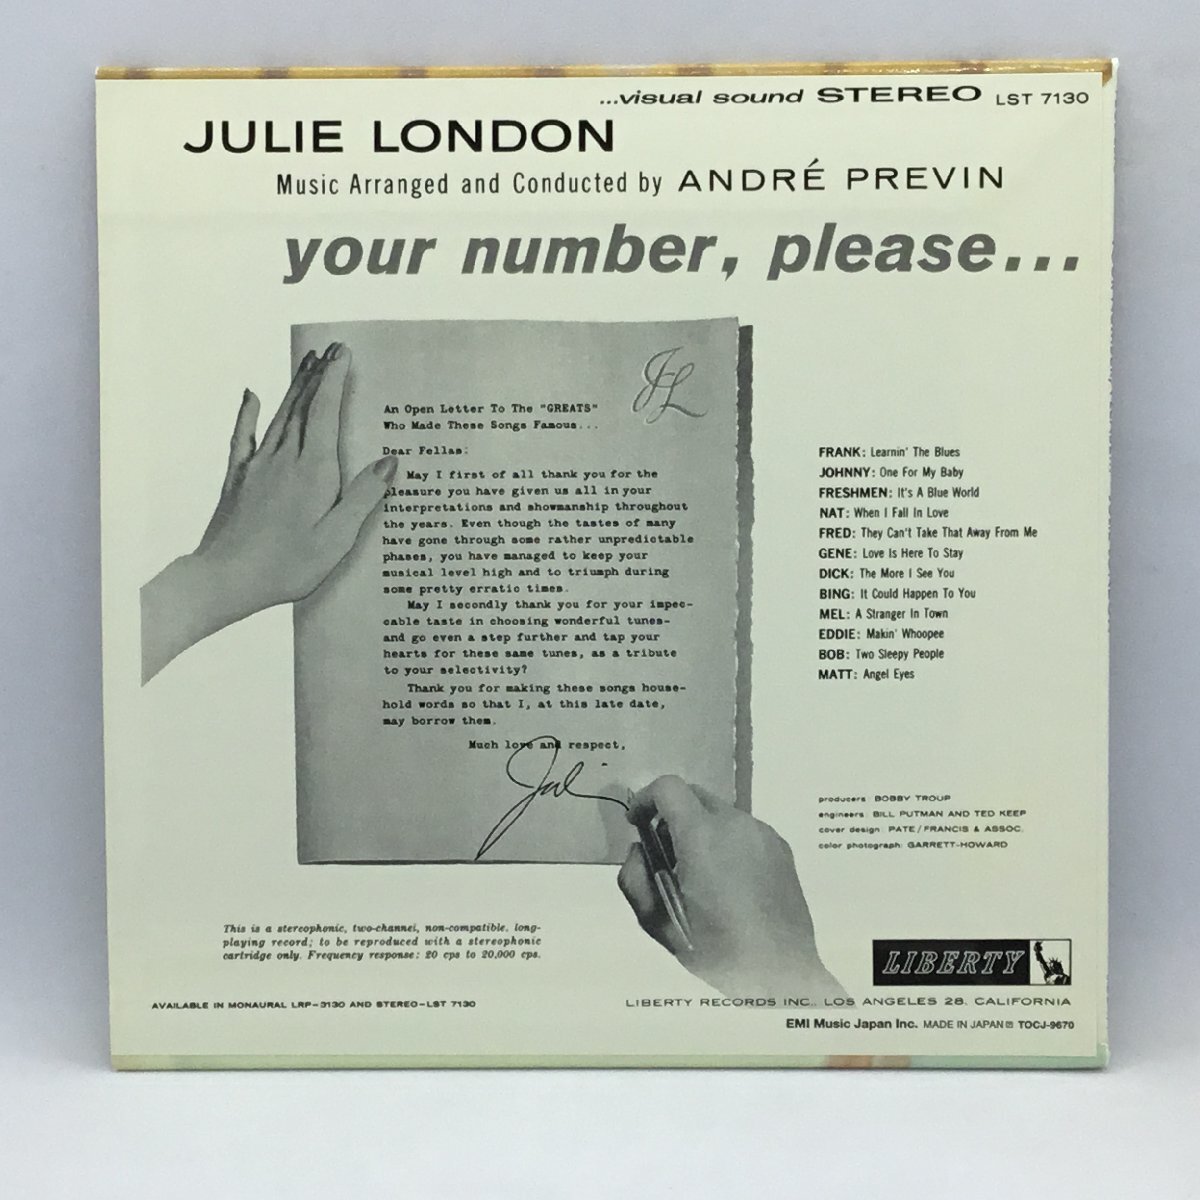 ...visual sound STEREO LST 7130
JULIE LONDON
Music Arranged and Conducted by ANDRÉ PREVIN
your number, please...
JL
An Open Letter To The "GREATS"
Who Made These Songs Famous...
Dear Fellas:
May I first of all thank you for the
pleasure you have given us all in your
interpretations and showmanship throughout
the years. Even though the tastes of many
have gone through some rather unpredictable
phases, you have managed to keep your
musical level high and to triumph during
some pretty erratic times.
May I secondly thank you for your impec-
cable taste in choosing wonderful tunes-
and go even a step further and tap your
hearts for these same tunes, as a tribute
to your selectivity?
Thank you for making these songs house-
hold words so that I, at this late date,
may borrow them.
Much love and respect,
Juli
FRANK: Learnin' The Blues
JOHNNY: One For My Baby
FRESHMEN: It's A Blue World
NAT: When I Fall In Love
FRED: They Can't Take That Away From Me
GENE: Love Is Here To Stay
DICK: The More I See You
BING: It Could Happen To You
MEL: A Stranger In Town
EDDIE: Makin' Whoopee
BOB: Two Sleepy People
MATT: Angel Eyes
producers: BOBBY TROUP
engineers: BILL PUTMAN AND TED KEEP
cover design: PATE/FRANCIS & ASSOC.
color photograph: GARRETT-HOWARD
This is a stereophonic, two-channel, non-compatible, long-
playing record; to be reproduced with a stereophonic
cartridge only. Frequency response: 20 cps to 20,000 cps.
LIBERTY
AVAILABLE IN MONAURAL LRP-3130 AND STEREO-LST 7130
LIBERTY RECORDS INC., LOS ANGELES 28, CALIFORNIA
EMI Music Japan Inc. MADE IN JAPAN TOCJ-9670